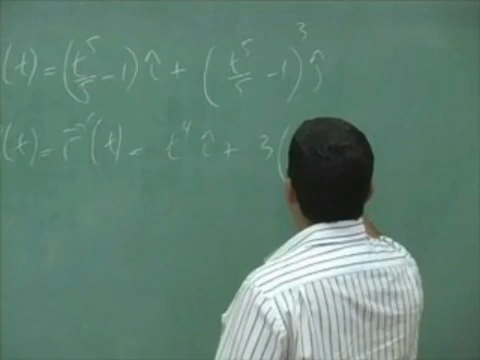 (t) = (t⁵/5 - 1) î + (t⁵/5 - 1)³ ĵ
'(t) = r⃗'(t) = t⁴ î + 3(